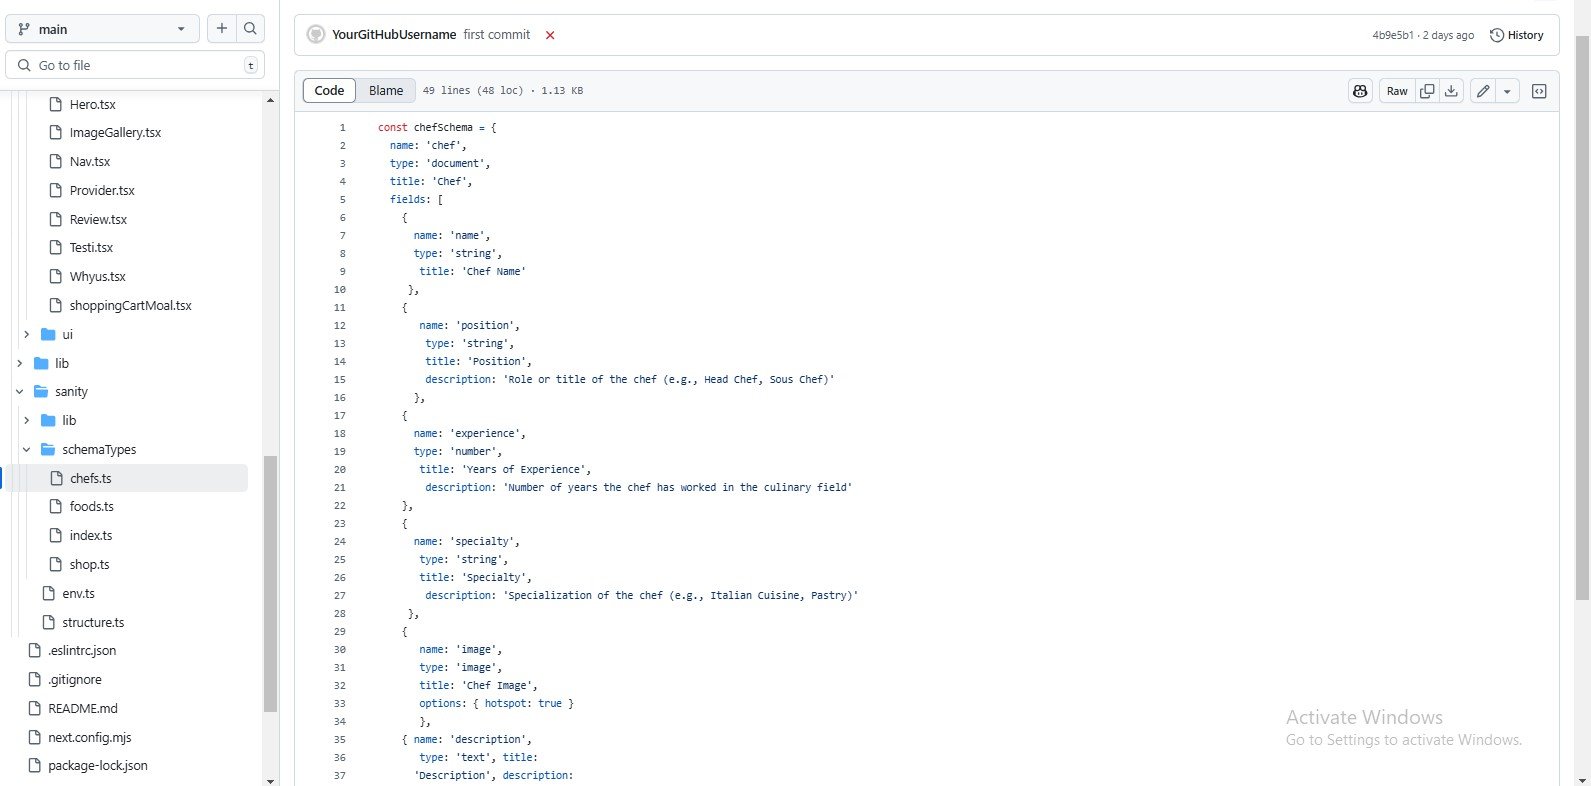 main
Go to file
t
Hero.tsx
ImageGallery.tsx
Nav.tsx
Provider.tsx
Review.tsx
Testi.tsx
Whyus.tsx
shoppingCartMoal.tsx
ui
lib
sanity
lib
schemaTypes
chefs.ts
foods.ts
index.ts
shop.ts
env.ts
structure.ts
.eslintrc.json
.gitignore
README.md
next.config.mjs
package-lock.json
YourGitHubUsername first commit
4b9e5b1 · 2 days ago History
Code Blame 49 lines (48 loc) · 1.13 KB
Raw
1 const chefSchema = {
2 name: 'chef',
3 type: 'document',
4 title: 'Chef',
5 fields: [
6 {
7 name: 'name',
8 type: 'string',
9 title: 'Chef Name'
10 },
11 {
12 name: 'position',
13 type: 'string',
14 title: 'Position',
15 description: 'Role or title of the chef (e.g., Head Chef, Sous Chef)'
16 },
17 {
18 name: 'experience',
19 type: 'number',
20 title: 'Years of Experience',
21 description: 'Number of years the chef has worked in the culinary field'
22 },
23 {
24 name: 'specialty',
25 type: 'string',
26 title: 'Specialty',
27 description: 'Specialization of the chef (e.g., Italian Cuisine, Pastry)'
28 },
29 {
30 name: 'image',
31 type: 'image',
32 title: 'Chef Image',
33 options: { hotspot: true }
34 },
35 { name: 'description',
36 type: 'text', title:
37 'Description', description:
Activate Windows
Go to Settings to activate Windows.